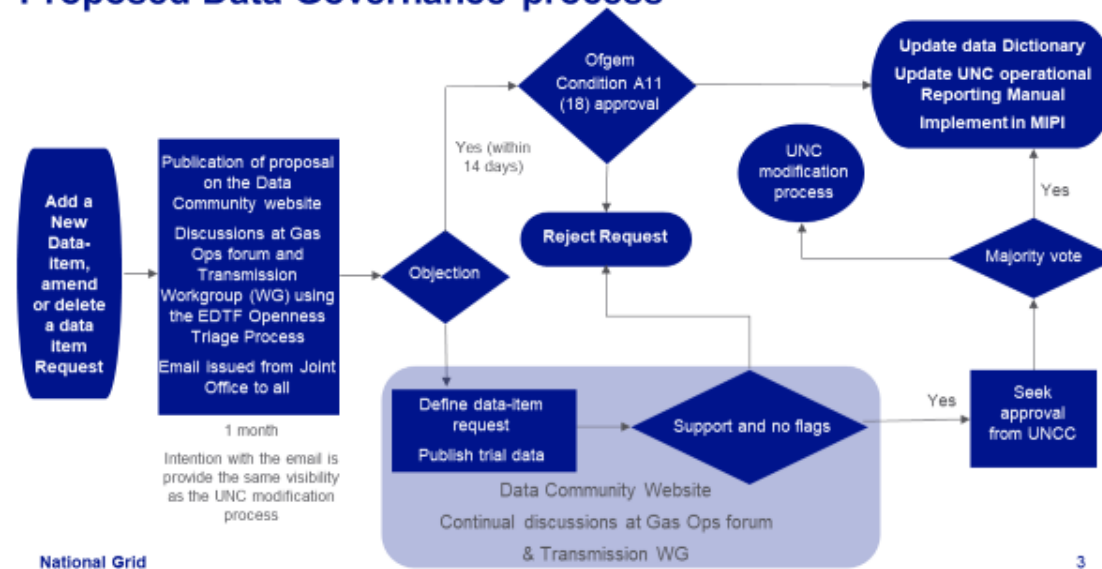 Proposed Data Governance process
Add a
New
Data-
item,
amend
or delete
a data
item
Request
Publication of proposal
on the Data
Community website
Discussions at Gas
Ops forum and
Transmission
Workgroup (WG) using
the EDTF Openness
Triage Process
Email issued from Joint
Office to all
1 month
Intention with the email is
provide the same visibility
as the UNC modification
process
Objection
Yes (within
14 days)
Ofgem
Condition A11
(18) approval
Reject Request
Define data-item
request
Publish trial data
Support and no flags
Data Community Website
Continual discussions at Gas Ops forum
& Transmission WG
Yes
Seek
approval
from UNCC
Majority vote
Yes
UNC
modification
process
Update data Dictionary
Update UNC operational
Reporting Manual
Implement in MIPI
National Grid
3